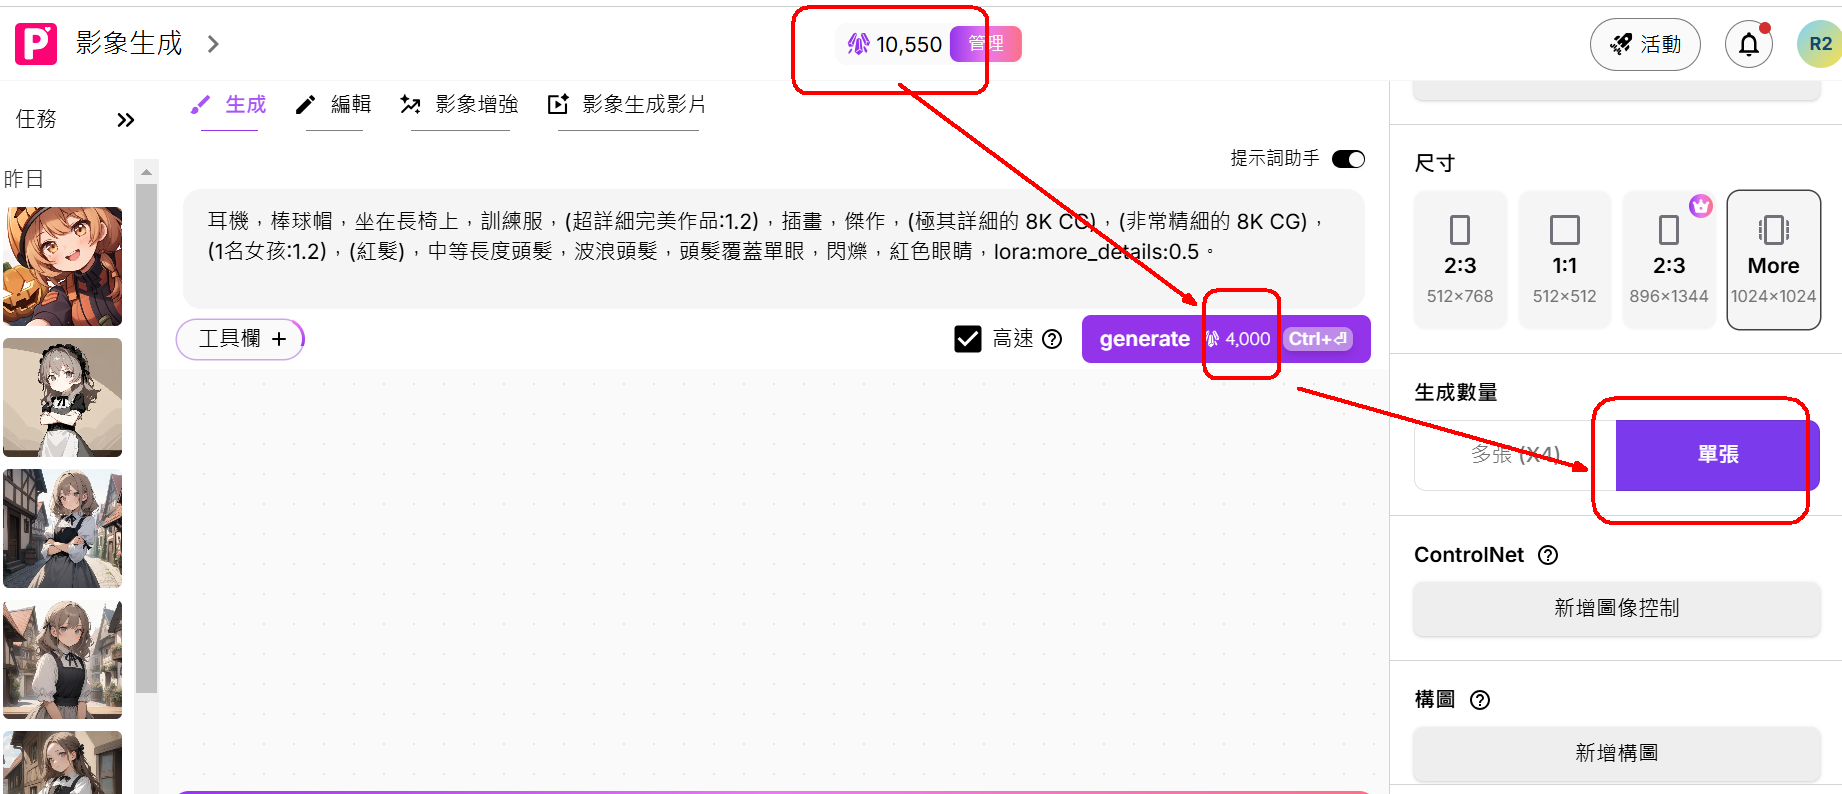 P
影象生成
10,550
管理
活動
R2
任務
生成
編輯
影象增強
影象生成影片
昨日
提示詞助手
耳機，棒球帽，坐在長椅上，訓練服，(超詳細完美作品:1.2)，插畫，傑作，(極其詳細的 8K CG)，(非常精細的 8K CG)，
(1名女孩:1.2)，(紅髮)，中等長度頭髮，波浪頭髮，頭髮覆蓋單眼，閃爍，紅色眼睛，lora:more_details:0.5。
工具欄 +
高速
generate
4,000
Ctrl+⏎
尺寸
2:3
512×768
1:1
512×512
2:3
896×1344
More
1024×1024
生成數量
多張 (X4)
單張
ControlNet
新增圖像控制
構圖
新增構圖